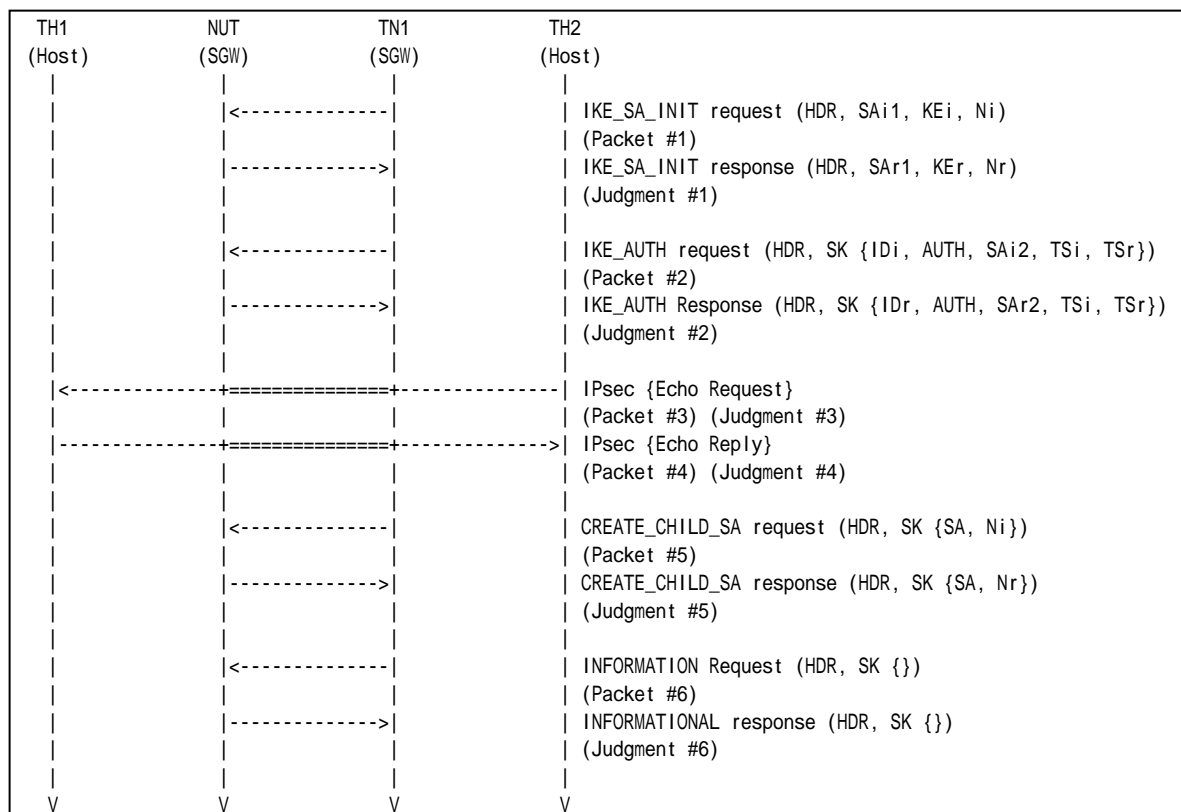 TH1 NUT TN1 TH2
(Host) (SGW) (SGW) (Host)
IKE_SA_INIT request (HDR, SAi1, KEi, Ni)
(Packet #1)
IKE_SA_INIT response (HDR, SAr1, KEr, Nr)
(Judgment #1)
IKE_AUTH request (HDR, SK {IDi, AUTH, SAi2, TSi, TSr})
(Packet #2)
IKE_AUTH Response (HDR, SK {IDr, AUTH, SAr2, TSi, TSr})
(Judgment #2)
IPsec {Echo Request}
(Packet #3) (Judgment #3)
IPsec {Echo Reply}
(Packet #4) (Judgment #4)
CREATE_CHILD_SA request (HDR, SK {SA, Ni})
(Packet #5)
CREATE_CHILD_SA response (HDR, SK {SA, Nr})
(Judgment #5)
INFORMATION Request (HDR, SK {})
(Packet #6)
INFORMATIONAL response (HDR, SK {})
(Judgment #6)
V V V V